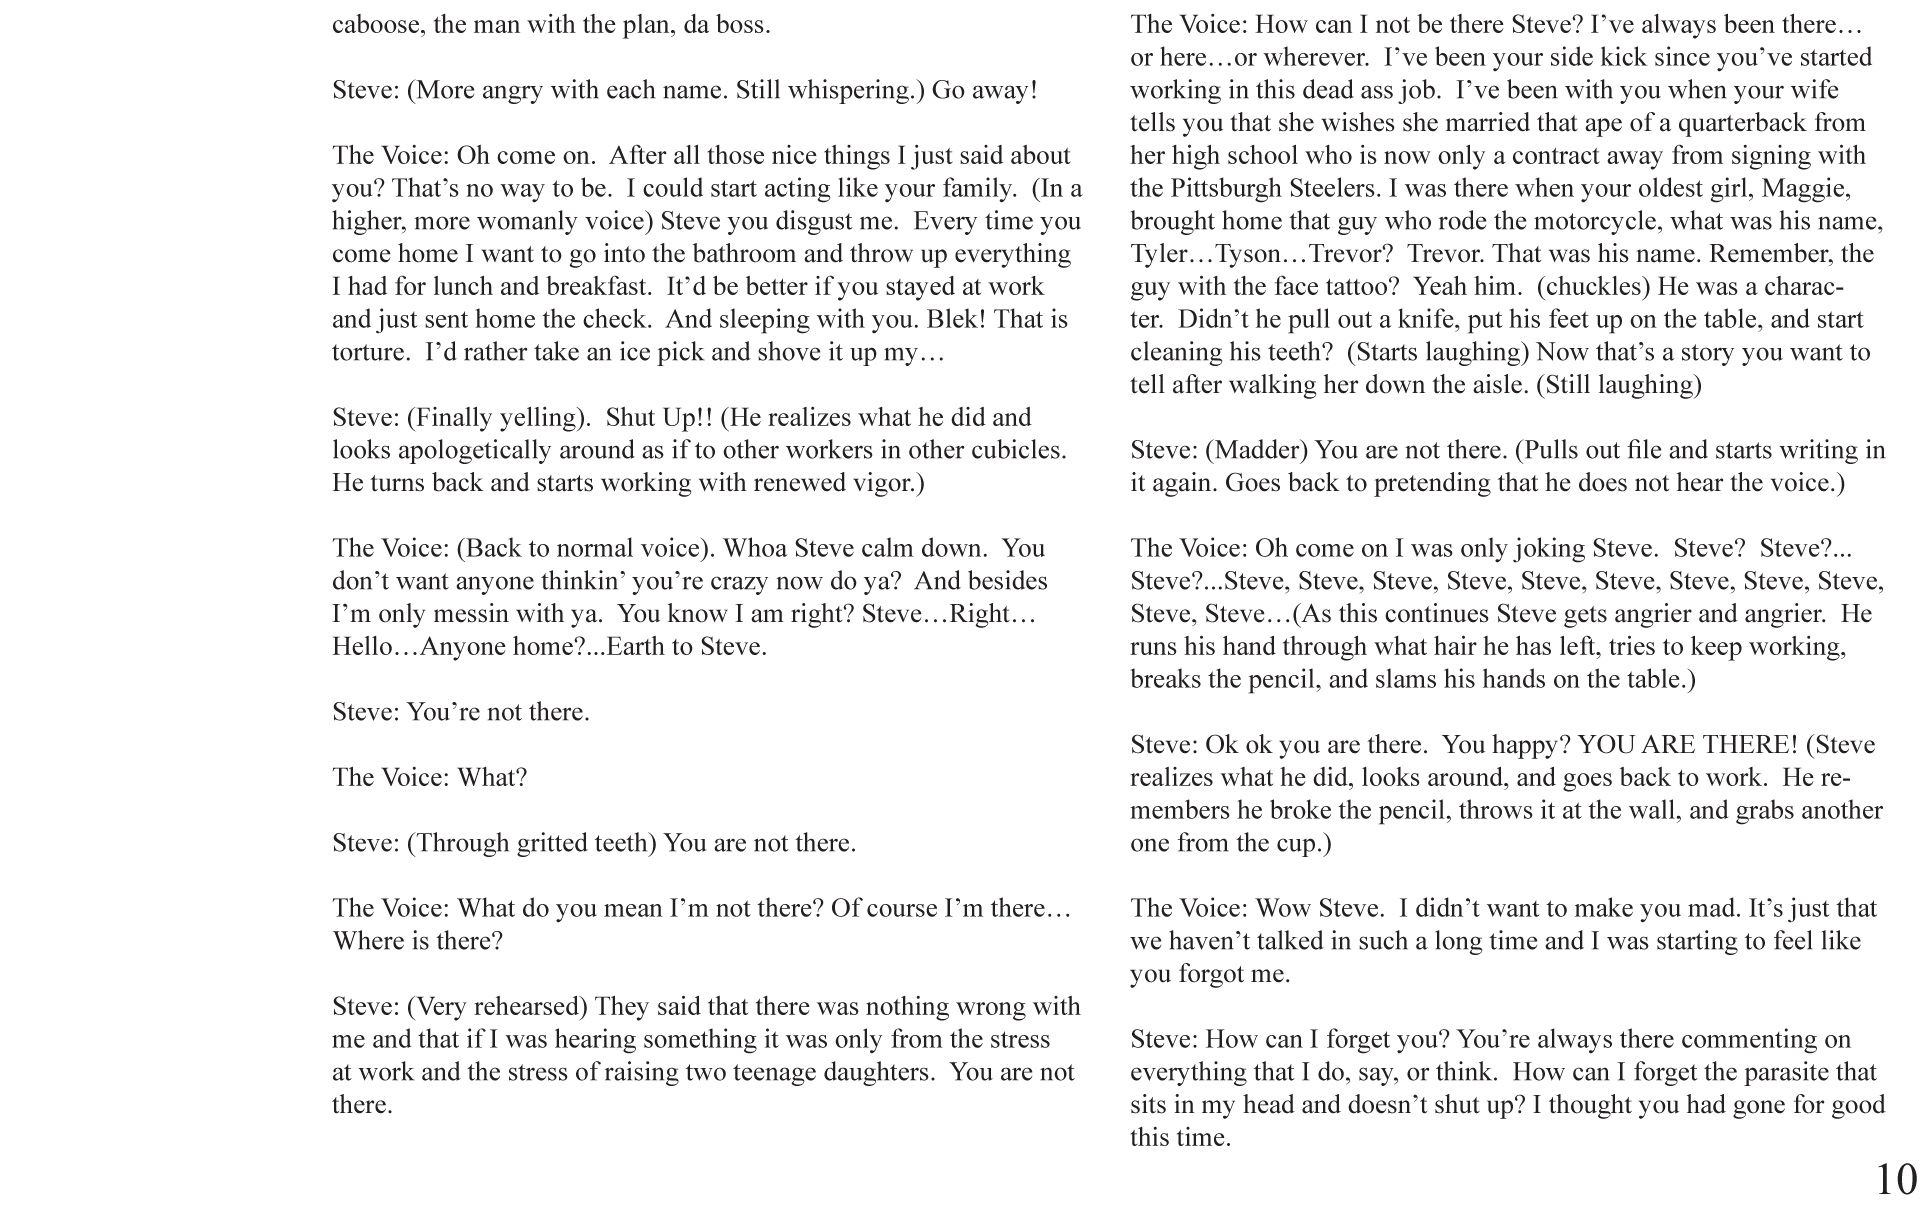 caboose, the man with the plan, da boss.
Steve: (More angry with each name. Still whispering.) Go away!
The Voice: Oh come on.  After all those nice things I just said about
you? That’s no way to be.  I could start acting like your family.  (In a
higher, more womanly voice) Steve you disgust me.  Every time you
come home I want to go into the bathroom and throw up everything
I had for lunch and breakfast.  It’d be better if you stayed at work
and just sent home the check.  And sleeping with you. Blek! That is
torture.  I’d rather take an ice pick and shove it up my…
Steve: (Finally yelling).  Shut Up!! (He realizes what he did and
looks apologetically around as if to other workers in other cubicles.
He turns back and starts working with renewed vigor.)
The Voice: (Back to normal voice). Whoa Steve calm down.  You
don’t want anyone thinkin’ you’re crazy now do ya?  And besides
I’m only messin with ya.  You know I am right? Steve…Right…
Hello…Anyone home?...Earth to Steve.
Steve: You’re not there.
The Voice: What?
Steve: (Through gritted teeth) You are not there.
The Voice: What do you mean I’m not there? Of course I’m there…
Where is there?
Steve: (Very rehearsed) They said that there was nothing wrong with
me and that if I was hearing something it was only from the stress
at work and the stress of raising two teenage daughters.  You are not
there.
The Voice: How can I not be there Steve? I’ve always been there…
or here…or wherever.  I’ve been your side kick since you’ve started
working in this dead ass job.  I’ve been with you when your wife
tells you that she wishes she married that ape of a quarterback from
her high school who is now only a contract away from signing with
the Pittsburgh Steelers. I was there when your oldest girl, Maggie,
brought home that guy who rode the motorcycle, what was his name,
Tyler…Tyson…Trevor?  Trevor. That was his name. Remember, the
guy with the face tattoo?  Yeah him.  (chuckles) He was a charac-
ter.  Didn’t he pull out a knife, put his feet up on the table, and start
cleaning his teeth?  (Starts laughing) Now that’s a story you want to
tell after walking her down the aisle. (Still laughing)
Steve: (Madder) You are not there. (Pulls out file and starts writing in
it again. Goes back to pretending that he does not hear the voice.)
The Voice: Oh come on I was only joking Steve.  Steve?  Steve?...
Steve?...Steve, Steve, Steve, Steve, Steve, Steve, Steve, Steve, Steve,
Steve, Steve…(As this continues Steve gets angrier and angrier.  He
runs his hand through what hair he has left, tries to keep working,
breaks the pencil, and slams his hands on the table.)
Steve: Ok ok you are there.  You happy? YOU ARE THERE! (Steve
realizes what he did, looks around, and goes back to work.  He re-
members he broke the pencil, throws it at the wall, and grabs another
one from the cup.)
The Voice: Wow Steve.  I didn’t want to make you mad. It’s just that
we haven’t talked in such a long time and I was starting to feel like
you forgot me.
Steve: How can I forget you? You’re always there commenting on
everything that I do, say, or think.  How can I forget the parasite that
sits in my head and doesn’t shut up? I thought you had gone for good
this time.
10